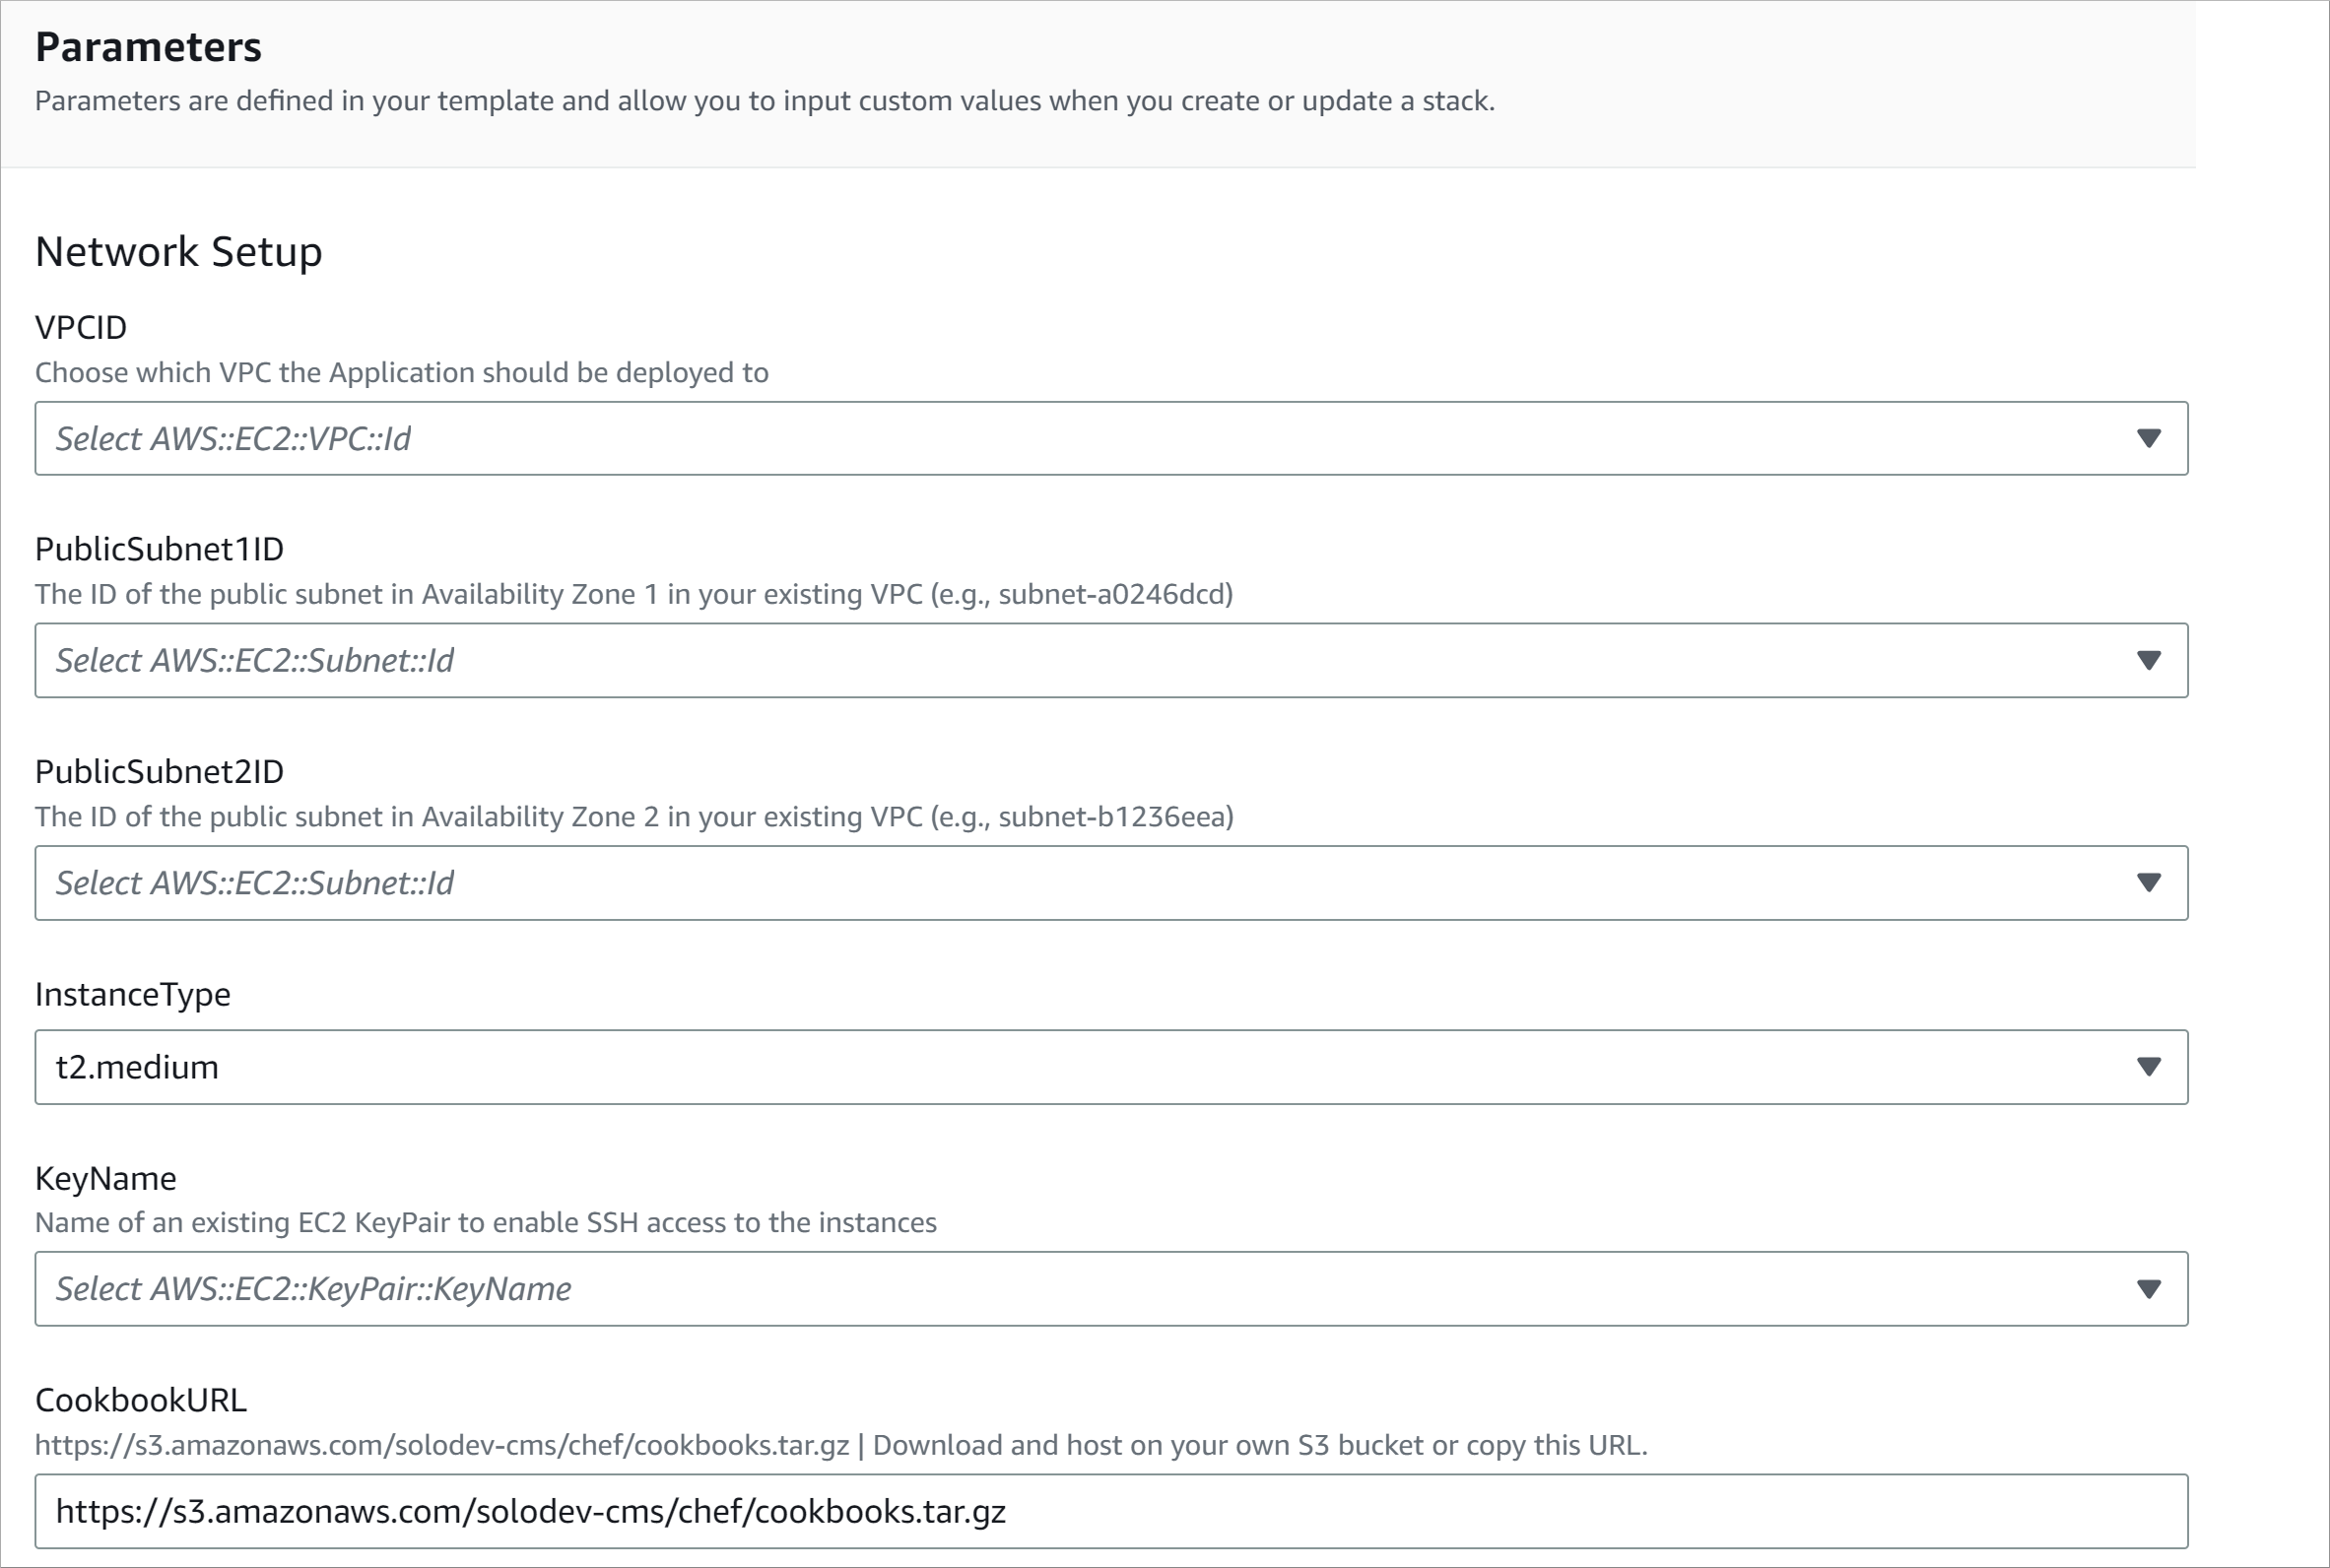 Parameters
Parameters are defined in your template and allow you to input custom values when you create or update a stack.
Network Setup
VPCID
Choose which VPC the Application should be deployed to
Select AWS::EC2::VPC::Id
PublicSubnet1ID
The ID of the public subnet in Availability Zone 1 in your existing VPC (e.g., subnet-a0246dcd)
Select AWS::EC2::Subnet::Id
PublicSubnet2ID
The ID of the public subnet in Availability Zone 2 in your existing VPC (e.g., subnet-b1236eea)
Select AWS::EC2::Subnet::Id
InstanceType
t2.medium
KeyName
Name of an existing EC2 KeyPair to enable SSH access to the instances
Select AWS::EC2::KeyPair::KeyName
CookbookURL
https://s3.amazonaws.com/solodev-cms/chef/cookbooks.tar.gz | Download and host on your own S3 bucket or copy this URL.
https://s3.amazonaws.com/solodev-cms/chef/cookbooks.tar.gz